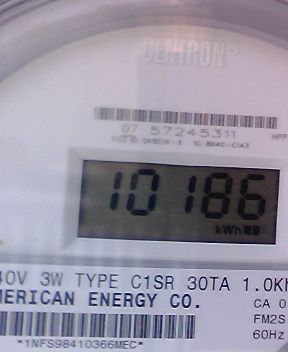 CENTRON®
07 57245311
10186
kWh
40V 3W TYPE C1SR 30TA 1.0Kh
MERICAN ENERGY CO.
CA 0
FM2S
60Hz
*1NFS98410366MEC*